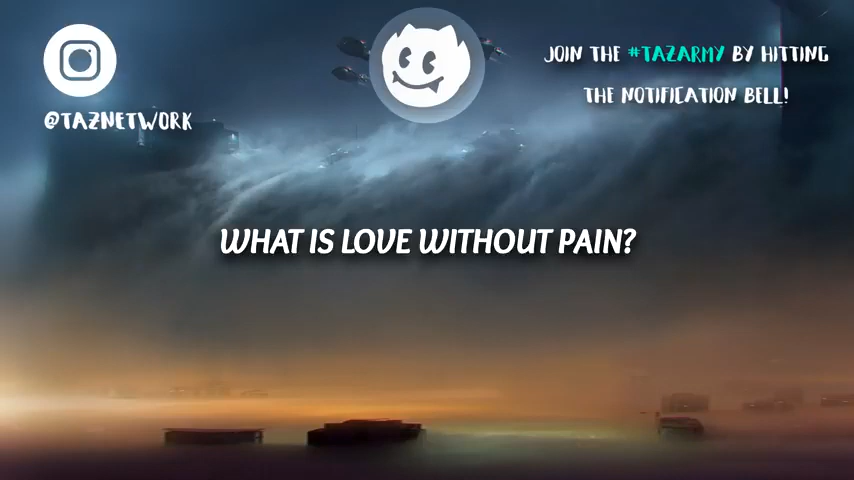 @TAZNETWORK
JOIN THE #TAZARMY BY HITTING
THE NOTIFICATION BELL!
WHAT IS LOVE WITHOUT PAIN?